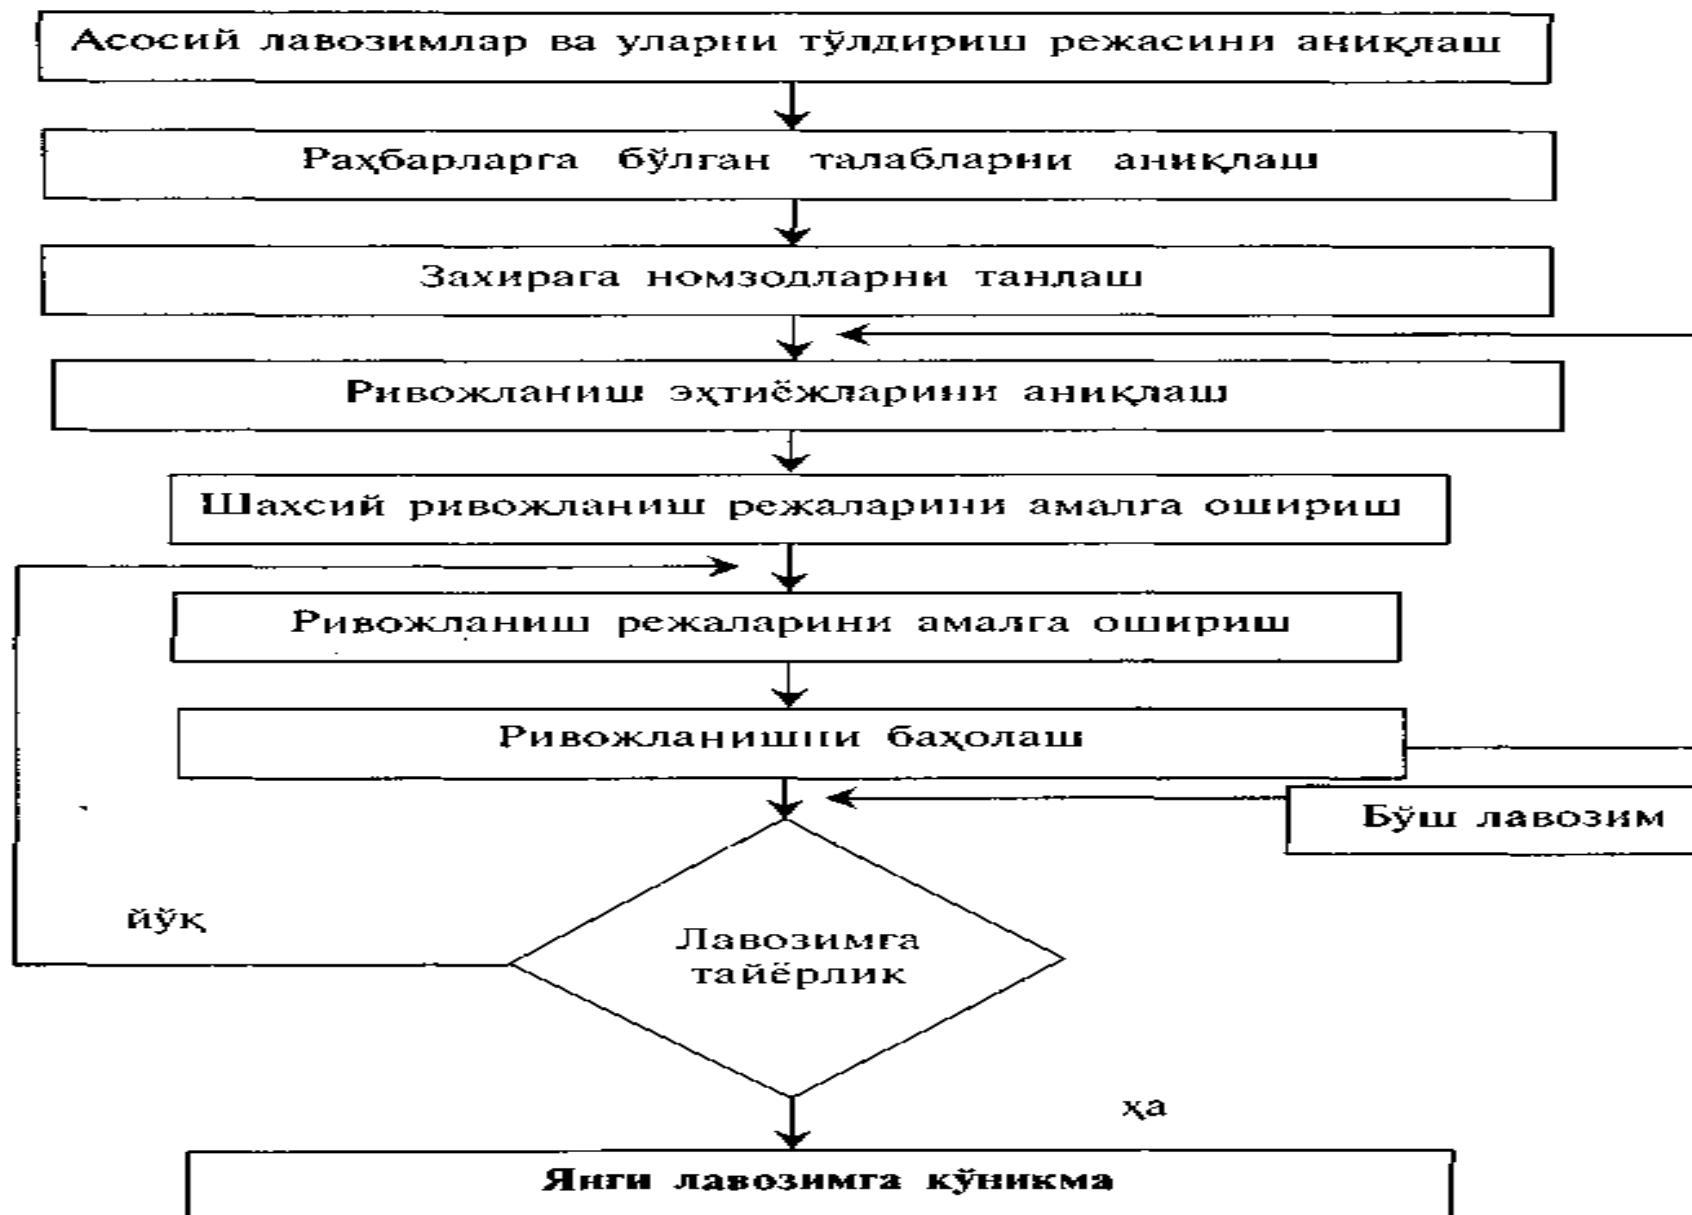 Асосий лавозимлар ва уларни тўлдириш режасини аниқлаш
Раҳбарларга бўлган талабларни аниқлаш
Захирага номзодларни танлаш
Ривожланиш эҳтиёжларини аниқлаш
Шахсий ривожланиш режаларини амалга ошириш
Ривожланиш режаларини амалга ошириш
Ривожланишни баҳолаш
Бўш лавозим
йўқ
Лавозимга
тайёрлик
ҳа
Янги лавозимга кўникма